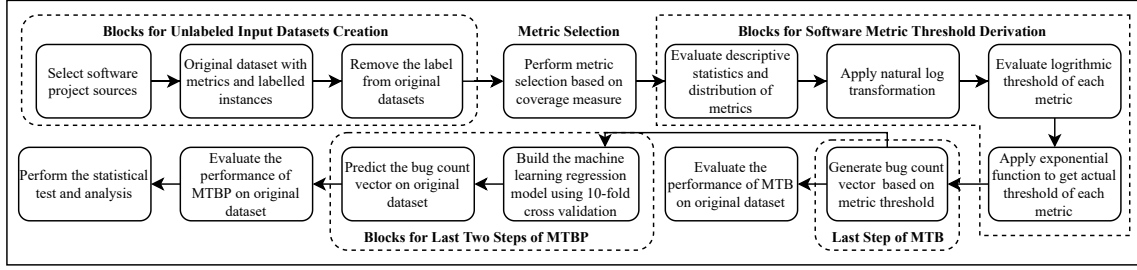 Blocks for Unlabeled Input Datasets Creation
Metric Selection
Blocks for Software Metric Threshold Derivation
Select software
project sources
Original dataset with
metrics and labelled
instances
Remove the label
from original
datasets
Perform metric
selection based on
coverage measure
Evaluate descriptive
statistics and
distribution of
metrics
Apply natural log
transformation
Evaluate logrithmic
threshold of each
metric
Perform the statistical
test and analysis
Evaluate the
performance of
MTBP on original
dataset
Predict the bug count
vector on original
dataset
Build the machine
learning regression
model using 10-fold
cross validation
Evaluate the
performance of MTB
on original dataset
Generate bug count
vector based on
metric threshold
Apply exponential
function to get actual
threshold of each
metric
Blocks for Last Two Steps of MTBP
Last Step of MTB